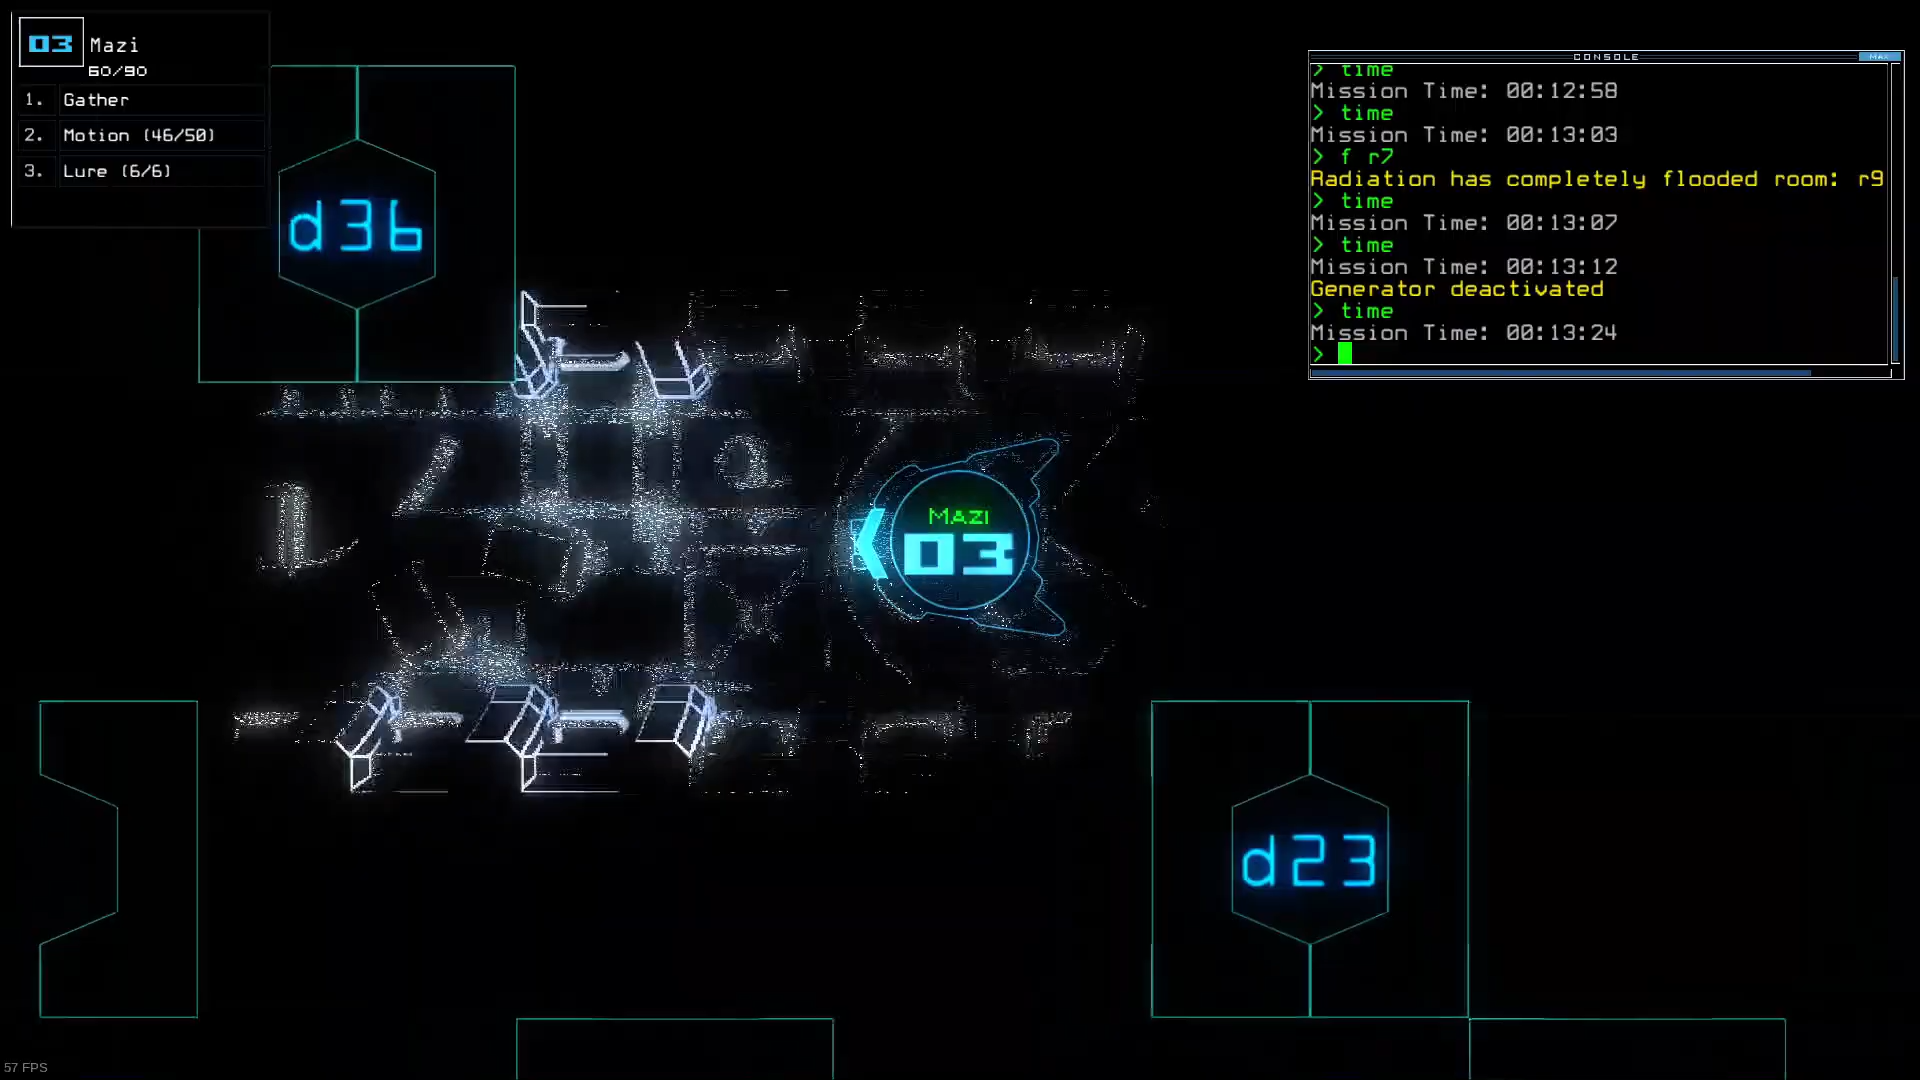 03 Mazi
60/90
1. Gather
2. Motion (46/50)
3. Lure (6/6)
d36
MAZI
03
d23
CONSOLE
MAX
> time
Mission Time: 00:12:58
> time
Mission Time: 00:13:03
> f r7
Radiation has completely flooded room: r9
> time
Mission Time: 00:13:07
> time
Mission Time: 00:13:12
Generator deactivated
> time
Mission Time: 00:13:24
>
57 FPS